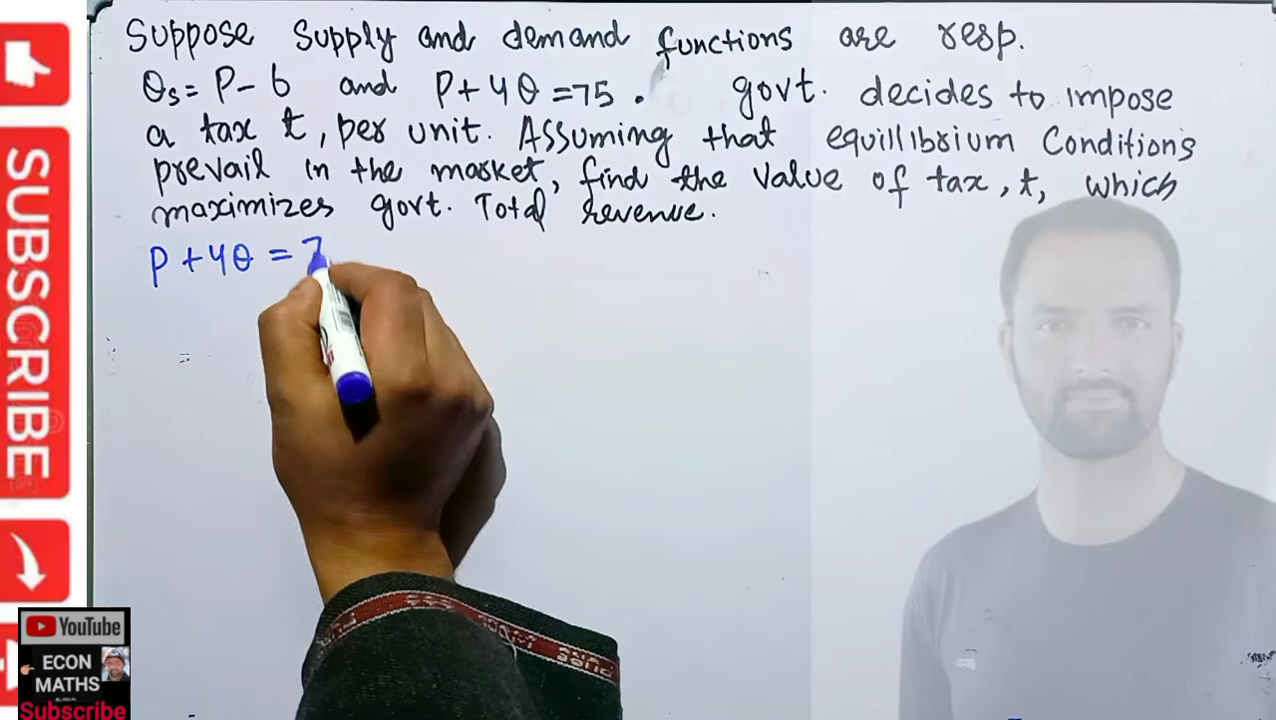 Suppose Supply and demand functions are resp.
Qs = P - 6 and P + 4Q = 75. govt. decides to impose
a tax t, per unit. Assuming that equillibrium Conditions
prevail in the market, find the value of tax, t, which
maximizes govt. Total revenue.
P + 4Q = 7
SUBSCRIBE
YouTube
ECON
MATHS
Subscribe